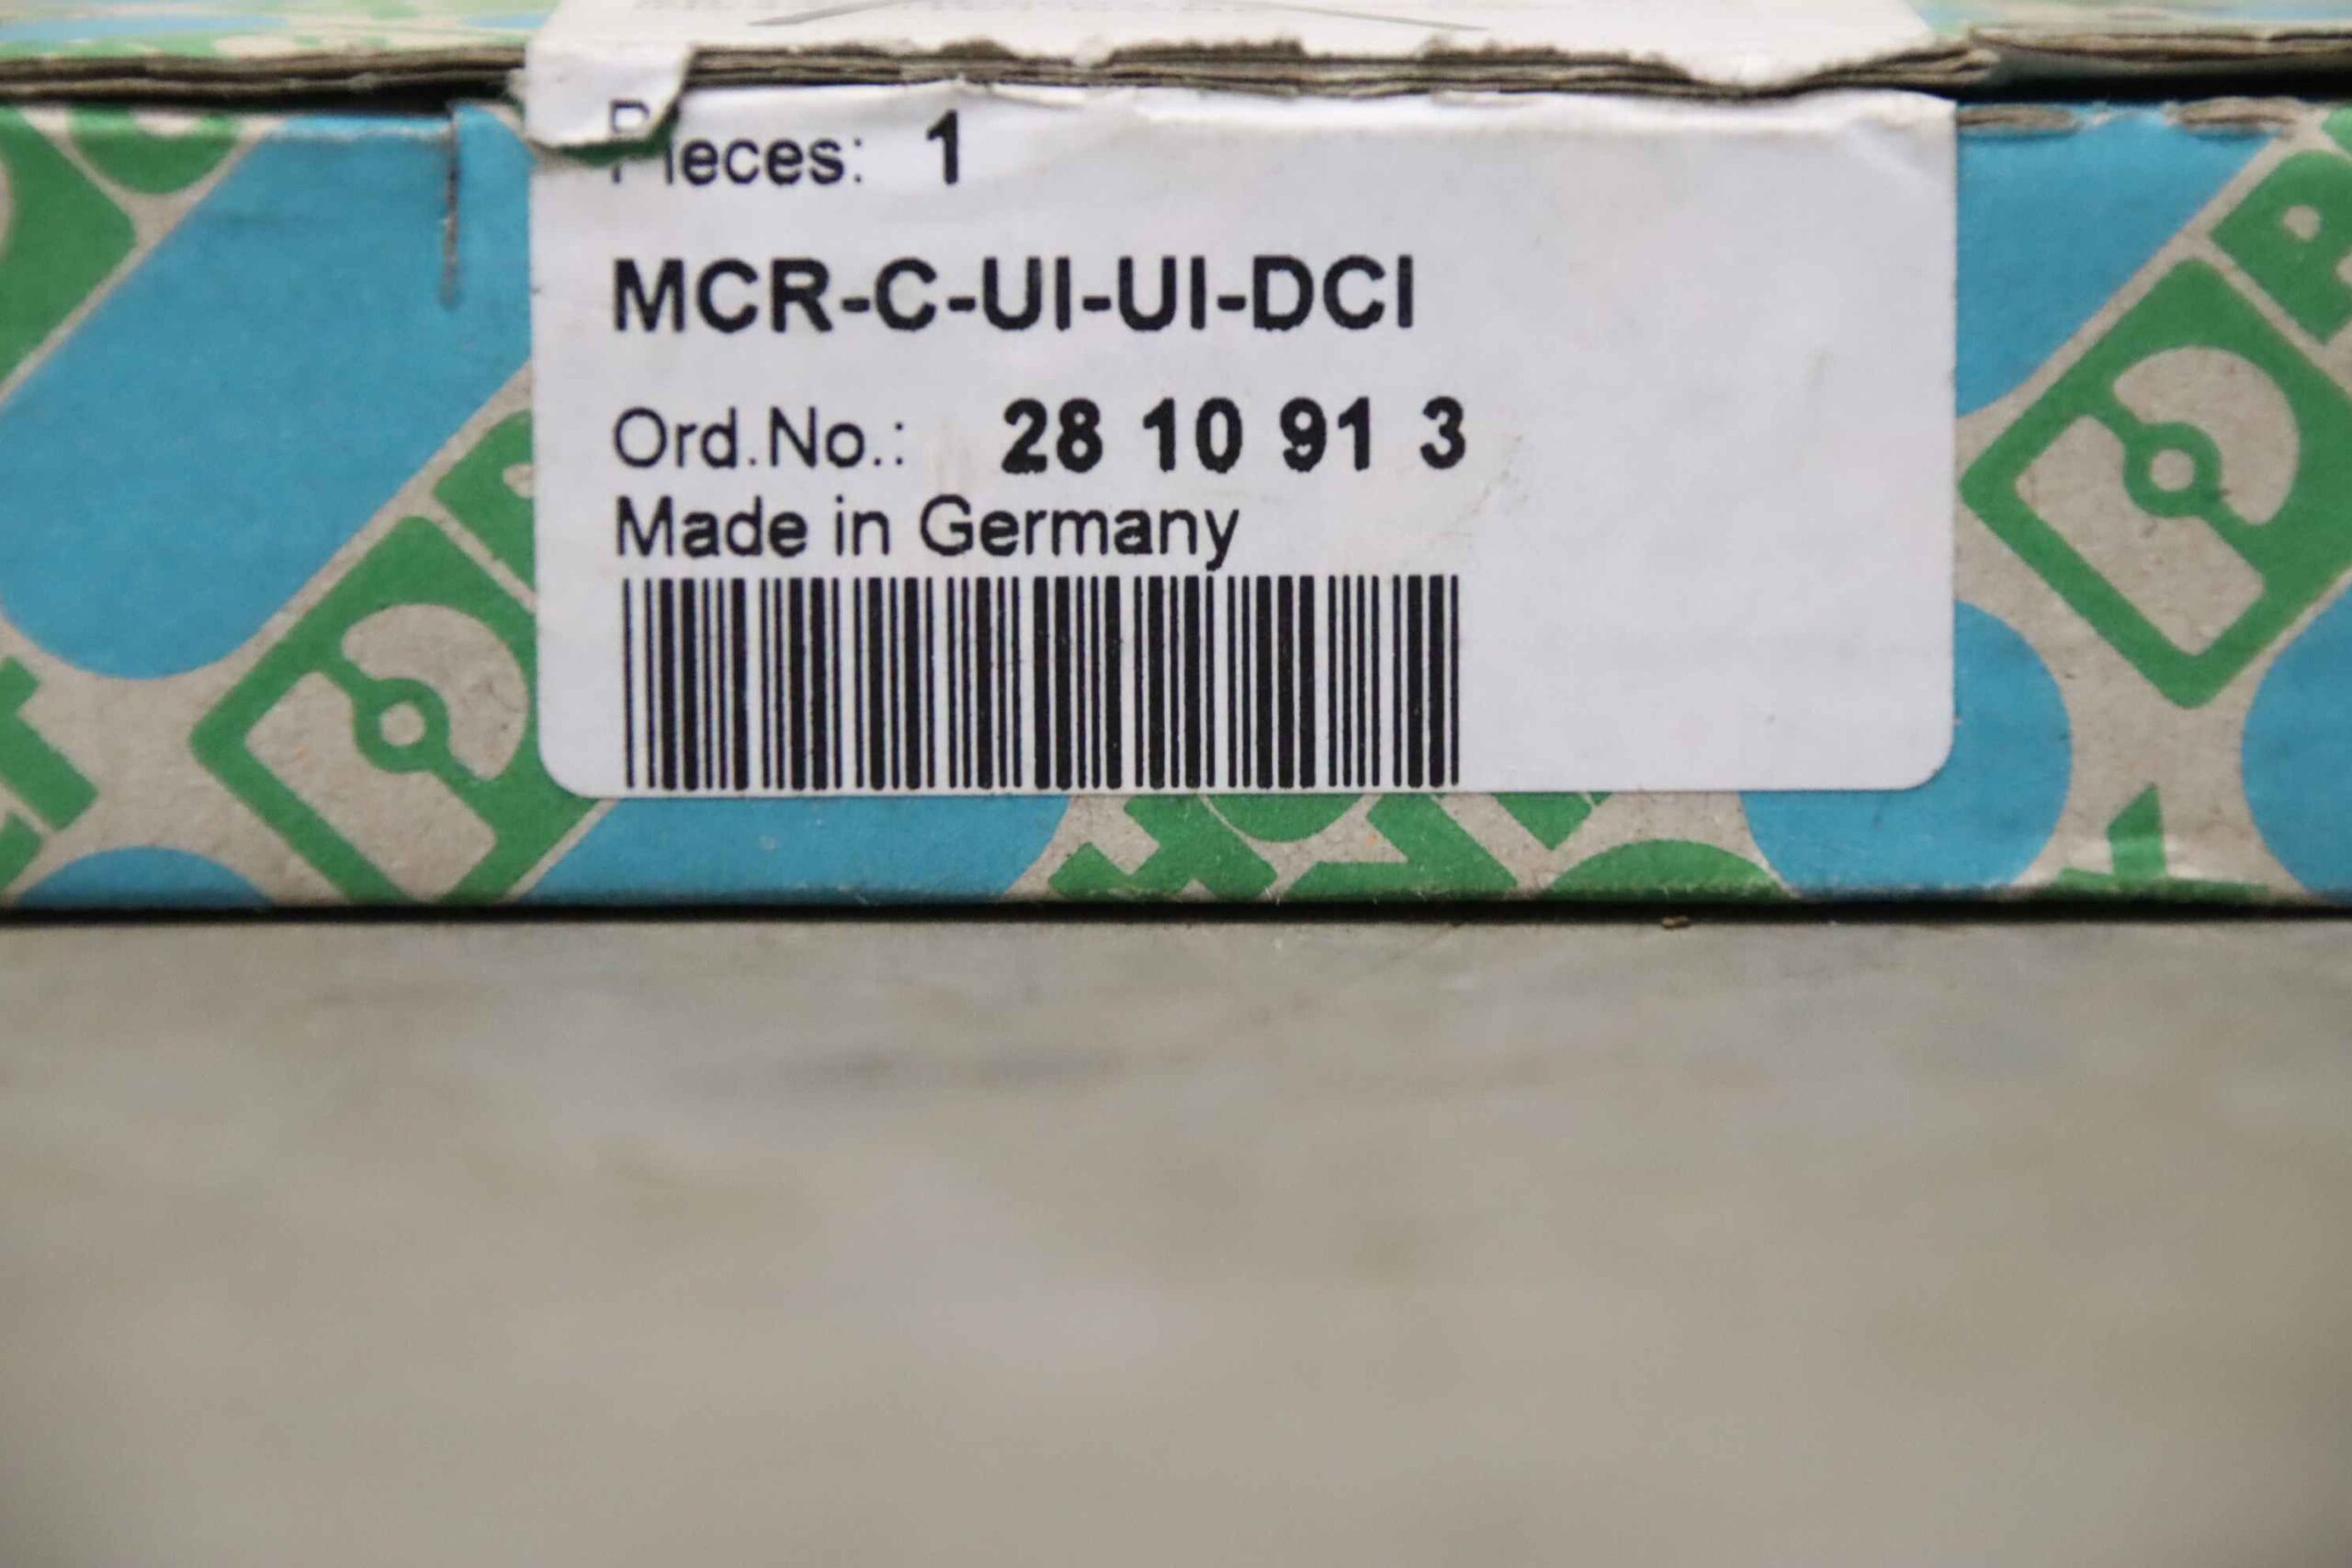 Pieces: 1
MCR-C-UI-UI-DCI
Ord.No.: 28 10 91 3
Made in Germany